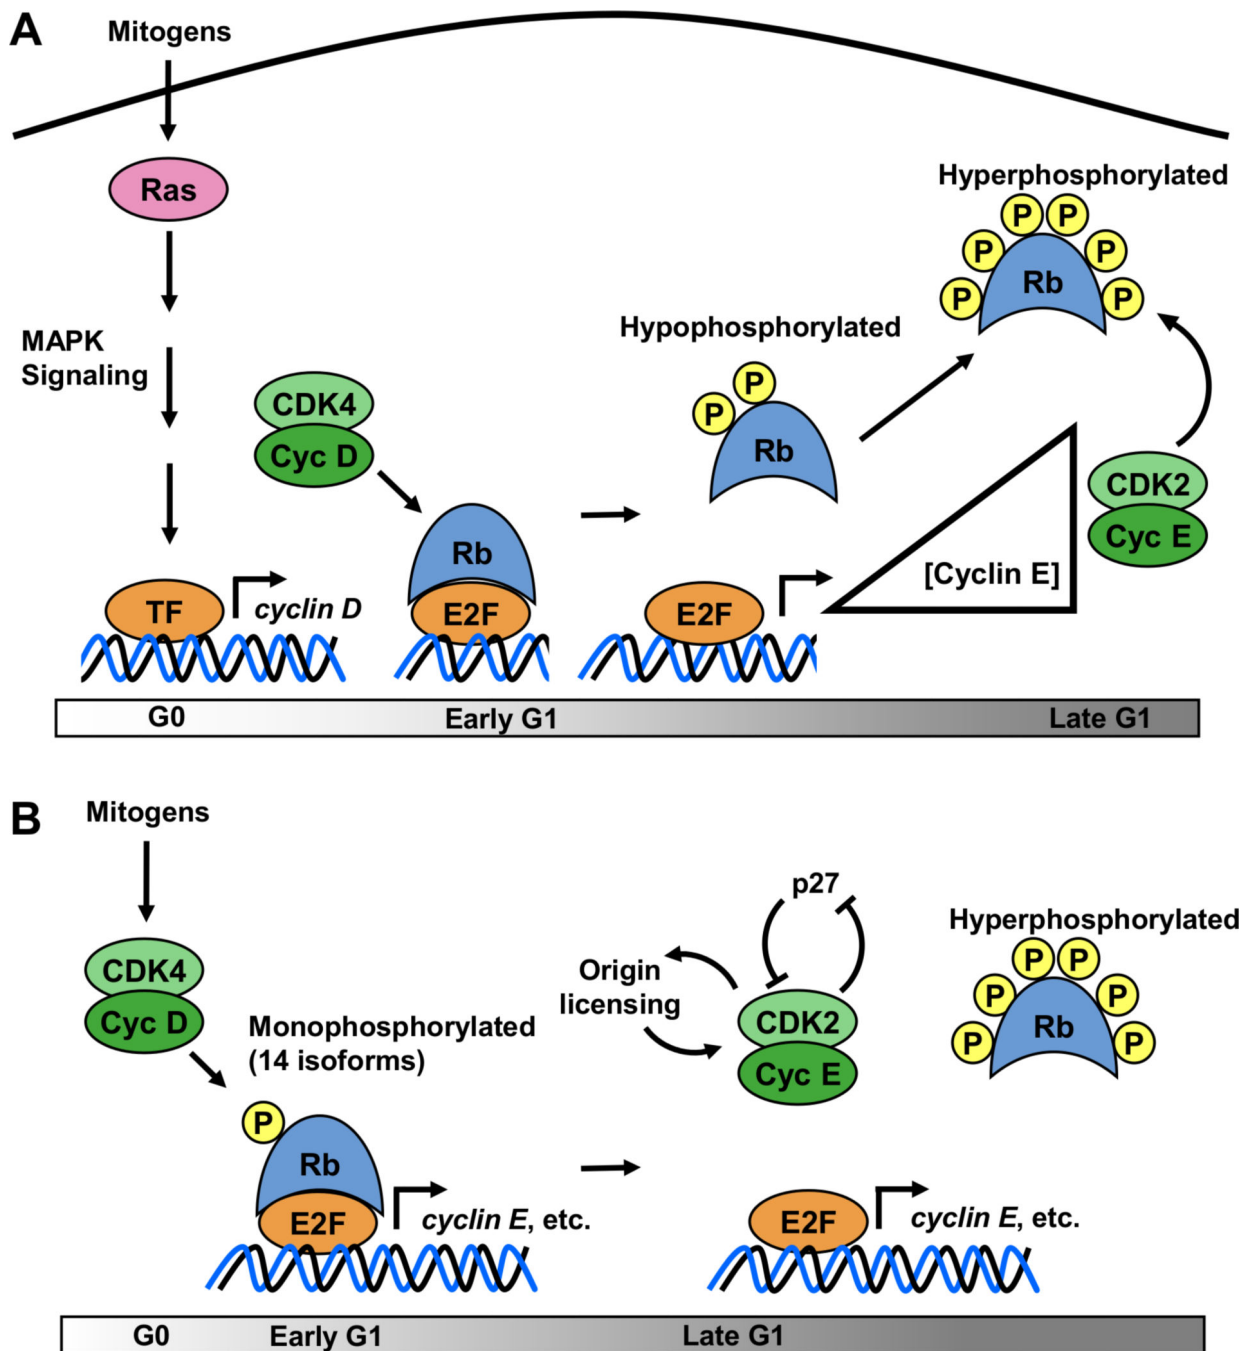 A
Mitogens
Ras
MAPK
Signaling
CDK4
Cyc D
TF
cyclin D
Rb
E2F
Hypophosphorylated
P
P
Rb
E2F
Hyperphosphorylated
P
P
P
P
P
P
Rb
[Cyclin E]
CDK2
Cyc E
G0
Early G1
Late G1
B
Mitogens
CDK4
Cyc D
Monophosphorylated
(14 isoforms)
P
Rb
E2F
cyclin E, etc.
p27
Origin
licensing
CDK2
Cyc E
Hyperphosphorylated
P
P
P
P
P
P
Rb
E2F
cyclin E, etc.
G0
Early G1
Late G1